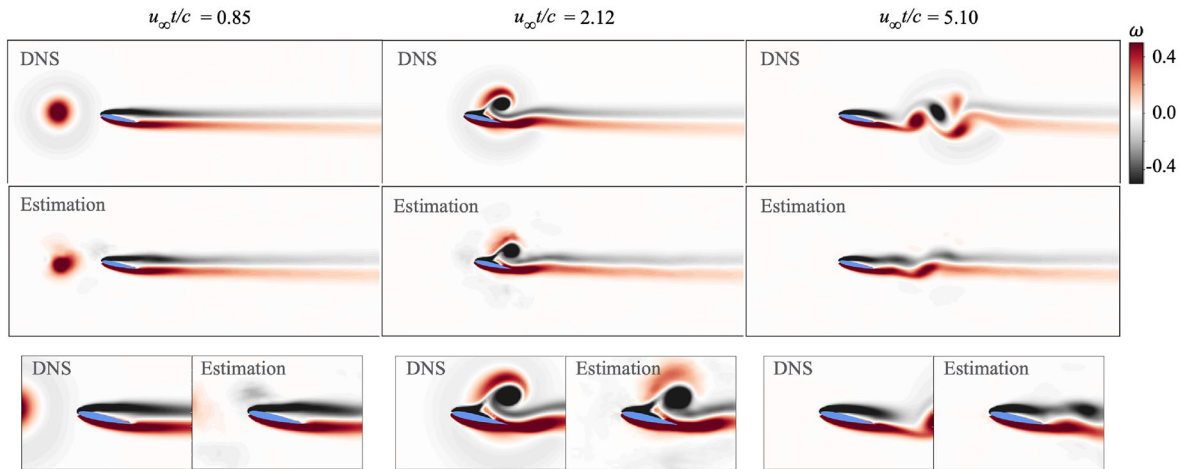 u∞t/c = 0.85
u∞t/c = 2.12
u∞t/c = 5.10
ω
DNS
DNS
DNS
0.4
0.0
-0.4
Estimation
Estimation
Estimation
DNS
Estimation
DNS
Estimation
DNS
Estimation